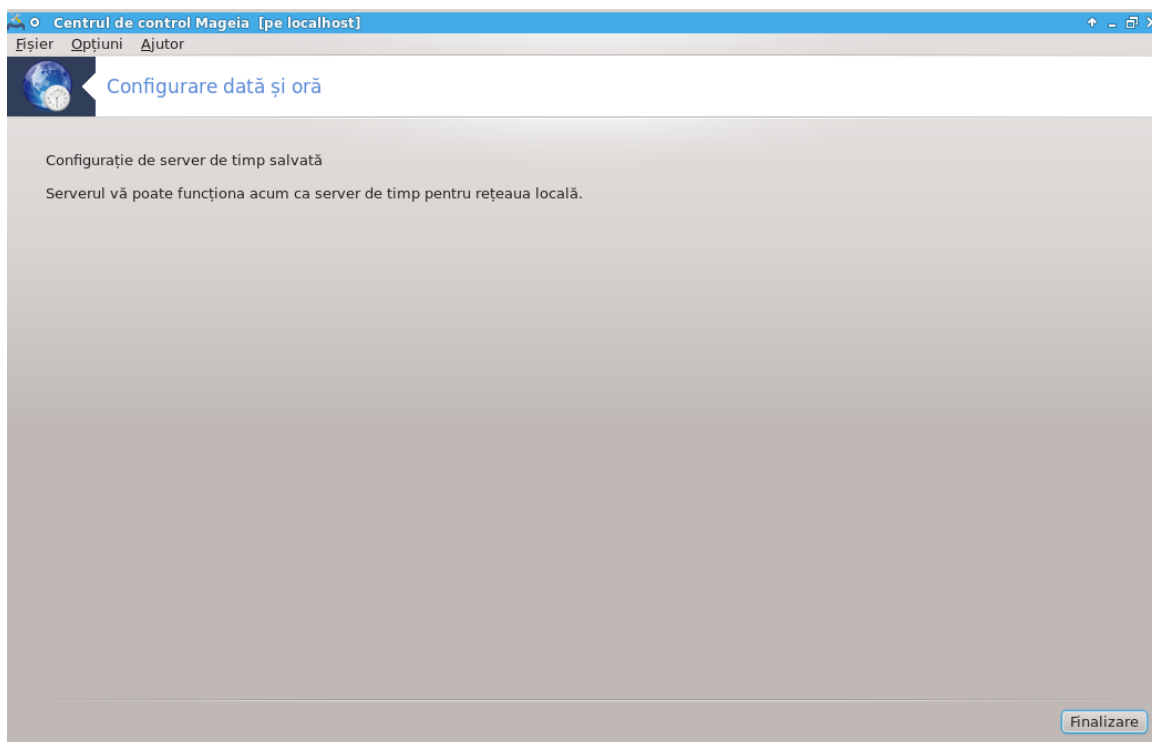 Centrul de control Mageia [pe localhost]
Fișier Opțiuni Ajutor
Configurare dată și oră
Configurație de server de timp salvată
Serverul vă poate funcționa acum ca server de timp pentru rețeaua locală.
Finalizare